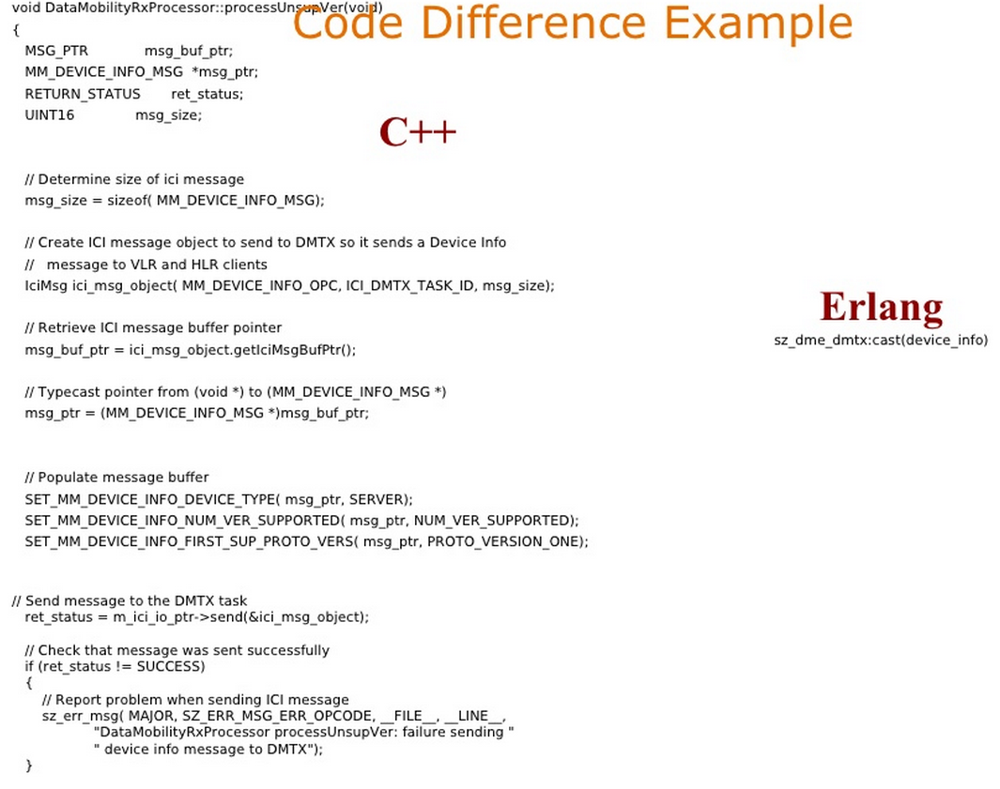 void DataMobilityRxProcessor::processUnsupVer(void)
Code Difference Example
{
MSG_PTR msg_buf_ptr;
MM_DEVICE_INFO_MSG *msg_ptr;
RETURN_STATUS ret_status;
UINT16 msg_size;
C++
// Determine size of ici message
msg_size = sizeof( MM_DEVICE_INFO_MSG);
// Create ICI message object to send to DMTX so it sends a Device Info
// message to VLR and HLR clients
IciMsg ici_msg_object( MM_DEVICE_INFO_OPC, ICI_DMTX_TASK_ID, msg_size);
// Retrieve ICI message buffer pointer
msg_buf_ptr = ici_msg_object.getIciMsgBufPtr();
// Typecast pointer from (void *) to (MM_DEVICE_INFO_MSG *)
msg_ptr = (MM_DEVICE_INFO_MSG *)msg_buf_ptr;
// Populate message buffer
SET_MM_DEVICE_INFO_DEVICE_TYPE( msg_ptr, SERVER);
SET_MM_DEVICE_INFO_NUM_VER_SUPPORTED( msg_ptr, NUM_VER_SUPPORTED);
SET_MM_DEVICE_INFO_FIRST_SUP_PROTO_VERS( msg_ptr, PROTO_VERSION_ONE);
// Send message to the DMTX task
ret_status = m_ici_io_ptr->send(&ici_msg_object);
// Check that message was sent successfully
if (ret_status != SUCCESS)
{
// Report problem when sending ICI message
sz_err_msg( MAJOR, SZ_ERR_MSG_ERR_OPCODE, __FILE__, __LINE__,
"DataMobilityRxProcessor processUnsupVer: failure sending "
" device info message to DMTX");
}
Erlang
sz_dme_dmtx:cast(device_info)